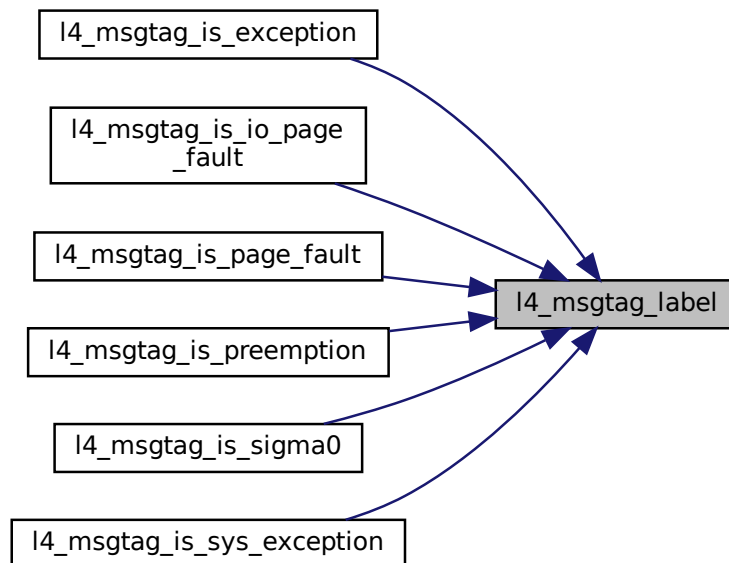 l4_msgtag_is_exception
l4_msgtag_is_io_page
_fault
l4_msgtag_is_page_fault
l4_msgtag_label
l4_msgtag_is_preemption
l4_msgtag_is_sigma0
l4_msgtag_is_sys_exception